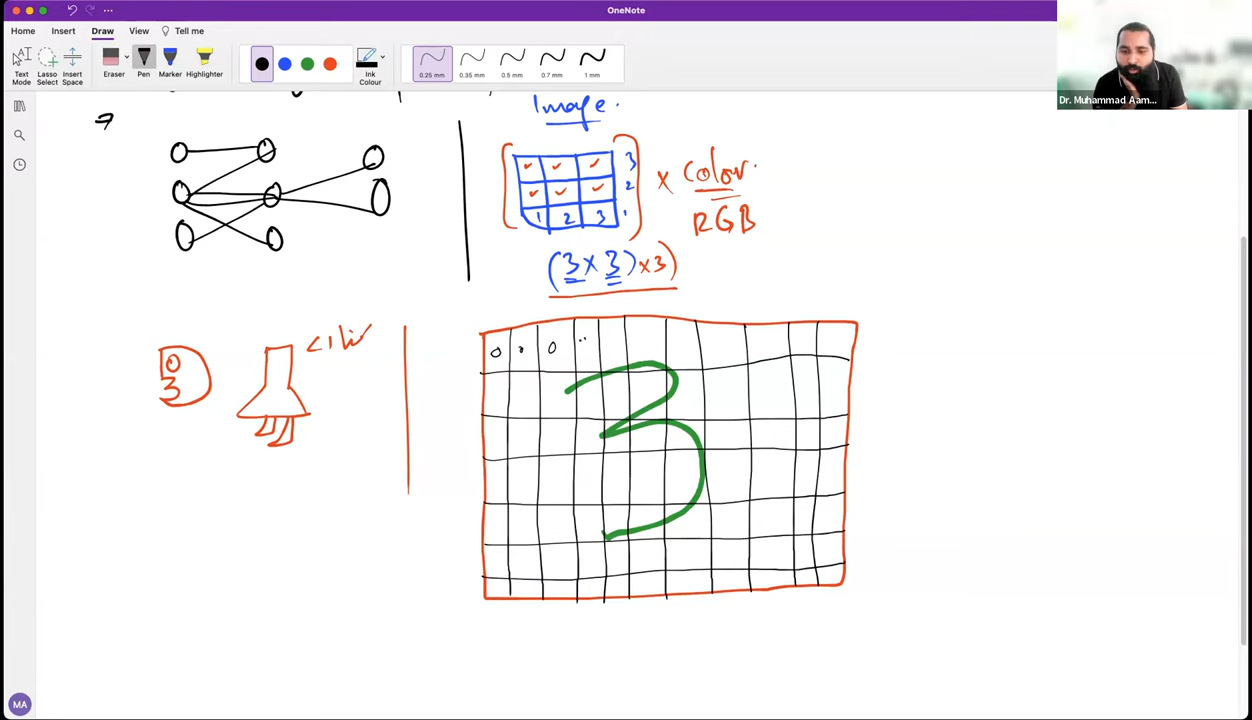 OneNote
Home Insert Draw View Tell me
Text Mode
Lasso Select
Insert Space
Eraser
Pen
Marker
Highlighter
Ink Colour
0.25 mm
0.35 mm
0.5 mm
0.7 mm
1 mm
Dr. Muhammad Aam...
Image.
3
2
1 2 3 1
x Color.
RGB
(3 x 3) x 3)
0
3
0 0
3
MA